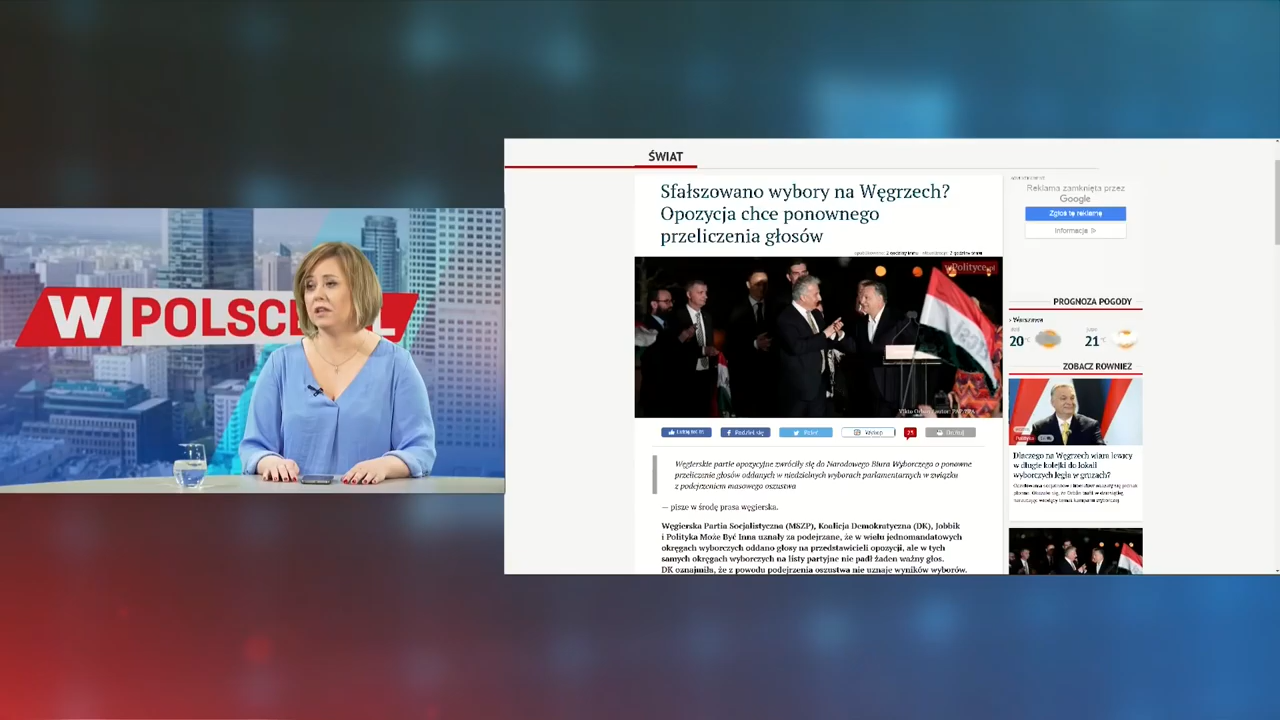 W POLSCE.PL
ŚWIAT
Sfałszowano wybory na Węgrzech?
Opozycja chce ponownego
przeliczenia głosów
wPolityce.pl
Węgierskie partie opozycyjne zwróciły się do Narodowego Biura Wyborczego o ponowne
przeliczenie głosów oddanych w niedzielnych wyborach parlamentarnych w związku
z podejrzeniem masowego oszustwa
— pisze w środę prasa węgierska.
Węgierska Partia Socjalistyczna (MSZP), Koalicja Demokratyczna (DK), Jobbik
i Polityka Może Być Inna uznały za podejrzane, że w wielu jednomandatowych
okręgach wyborczych oddano głosy na przedstawicieli opozycji, ale w tych
samych okręgach wyborczych na listy partyjne nie padł żaden ważny głos.
DK oznajmiła, że z powodu podejrzenia oszustwa nie uznaje wyników wyborów.
Reklama zamknięta przez
Google
Zgłoś tę reklamę
Informacja
PROGNOZA POGODY
Warszawa
20°C
21°C
ZOBACZ RÓWNIEŻ
Dlaczego na Węgrzech wiara lewacy
w długie kolejki do lokali
wyborczych legła w gruzach?